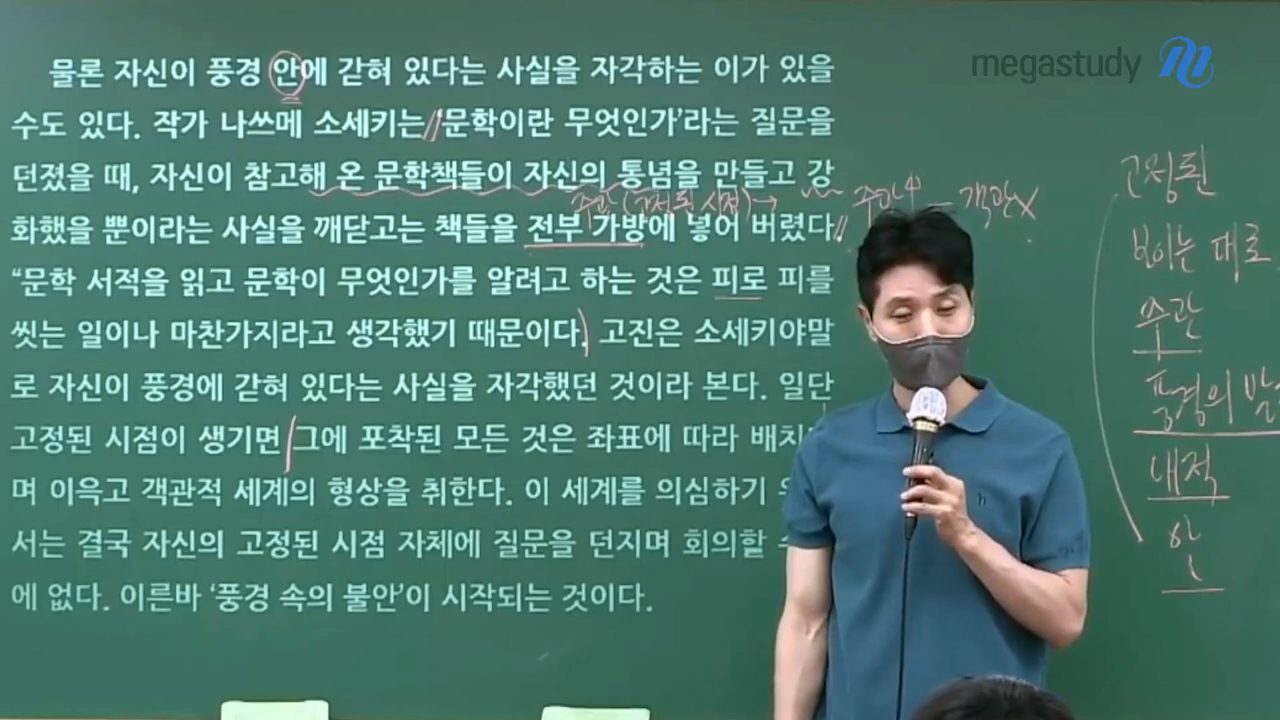 megastudy
물론 자신이 풍경 안에 갇혀 있다는 사실을 자각하는 이가 있을
수도 있다. 작가 나쓰메 소세키는 '문학이란 무엇인가'라는 질문을
던졌을 때, 자신이 참고해 온 문학책들이 자신의 통념을 만들고 강
주관 (고정된 시점) → 주관 – 객관X
화했을 뿐이라는 사실을 깨닫고는 책들을 전부 가방에 넣어 버렸다.
“문학 서적을 읽고 문학이 무엇인가를 알려고 하는 것은 피로 피를
씻는 일이나 마찬가지라고 생각했기 때문이다. 고진은 소세키야말
로 자신이 풍경에 갇혀 있다는 사실을 자각했던 것이라 본다. 일단
고정된 시점이 생기면 그에 포착된 모든 것은 좌표에 따라 배치
며 이윽고 객관적 세계의 형상을 취한다. 이 세계를 의심하기
서는 결국 자신의 고정된 시점 자체에 질문을 던지며 회의할
에 없다. 이른바 ‘풍경 속의 불안’이 시작되는 것이다.
고정된
보이는 대로
주관
풍경의 발
내적
안